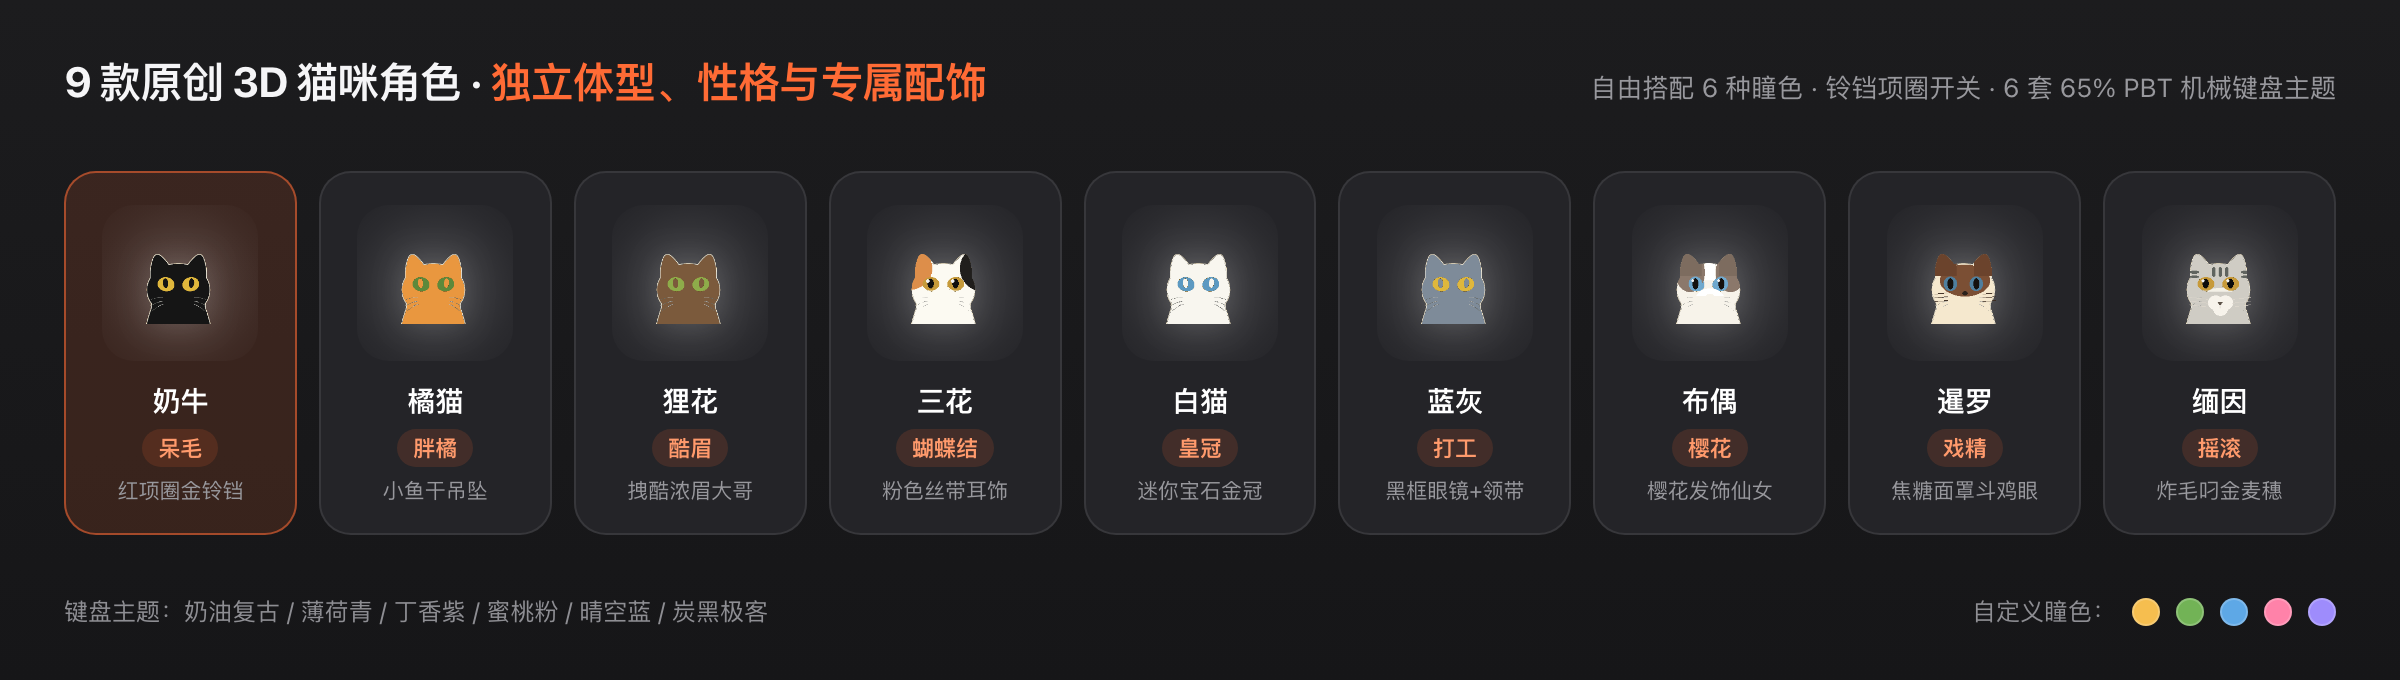 9 款原创 3D 猫咪角色 · 独立体型、性格与专属配饰
自由搭配 6 种瞳色 · 铃铛项圈开关 · 6 套 65% PBT 机械键盘主题
奶牛
呆毛
红项圈金铃铛
橘猫
胖橘
小鱼干吊坠
狸花
酷眉
拽酷浓眉大哥
三花
蝴蝶结
粉色丝带耳饰
白猫
皇冠
迷你宝石金冠
蓝灰
打工
黑框眼镜+领带
布偶
樱花
樱花发饰仙女
暹罗
戏精
焦糖面罩斗鸡眼
缅因
摇滚
炸毛叼金麦穗
键盘主题：奶油复古 / 薄荷青 / 丁香紫 / 蜜桃粉 / 晴空蓝 / 炭黑极客
自定义瞳色：